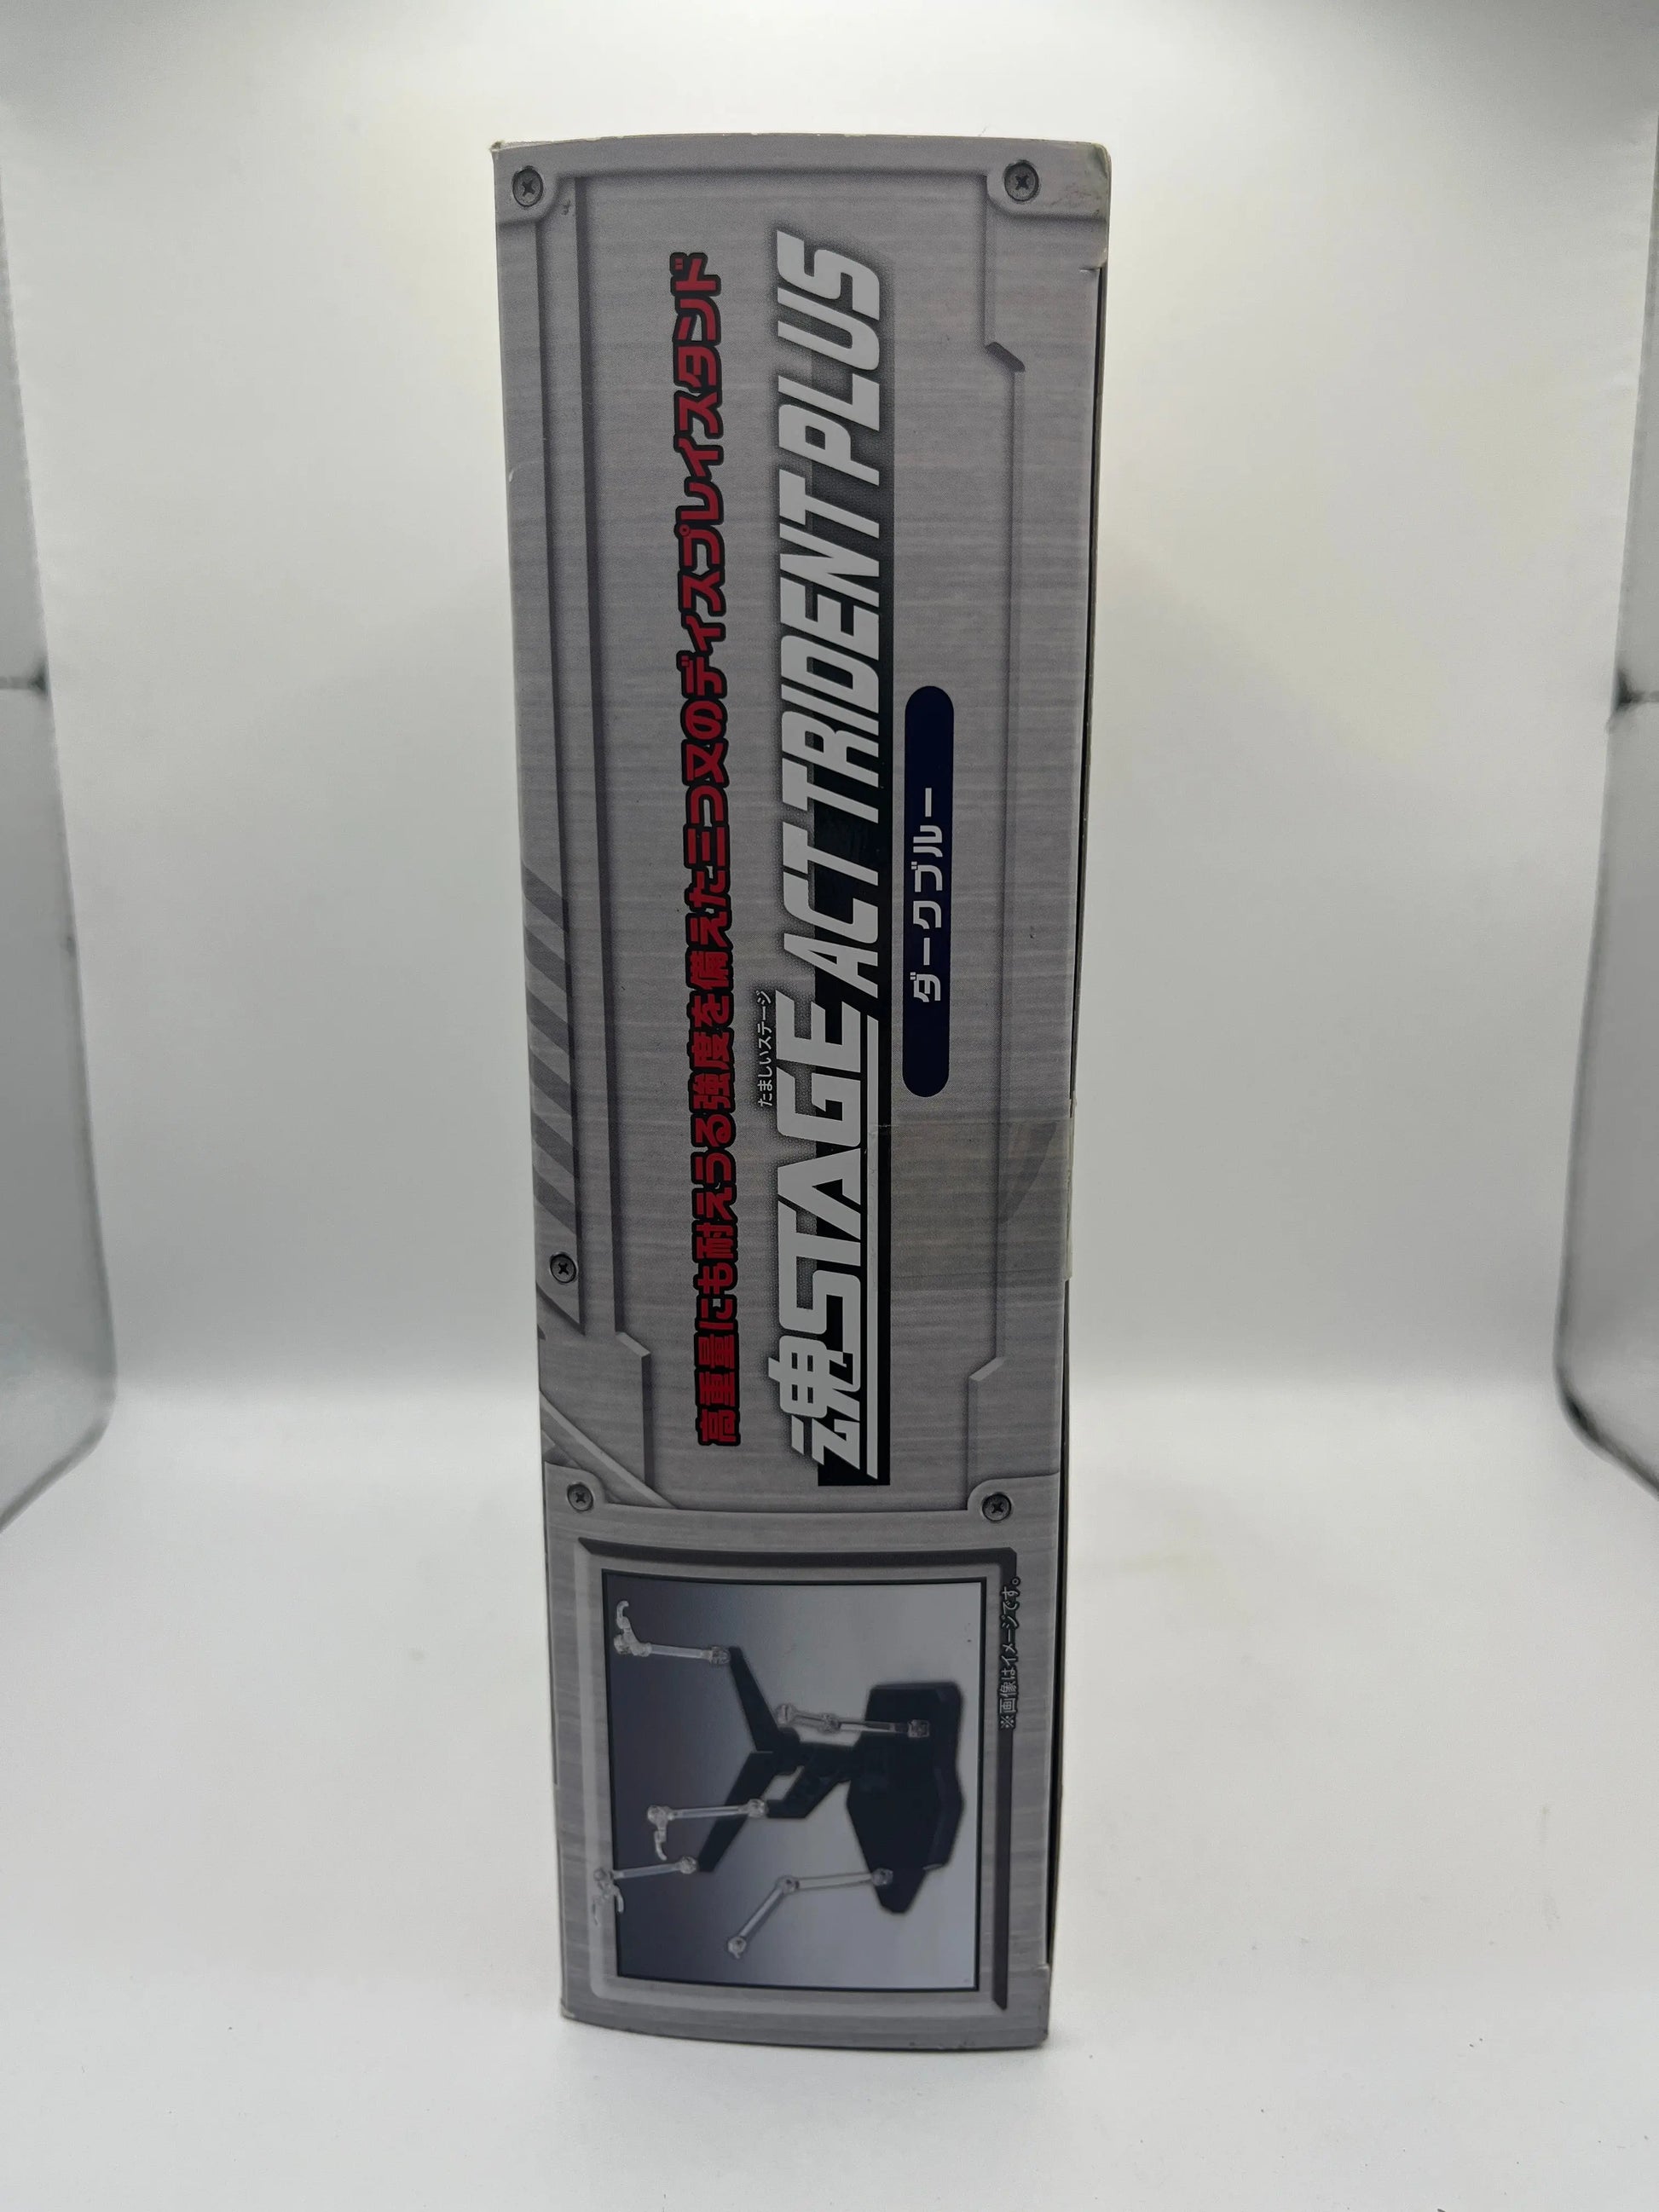 高重量にも耐えうる強度を備えた三つ又のディスプレイスタンド
たましいステージ
魂STAGE ACT TRIDENT PLUS
ダークブルー
※画像はイメージです。